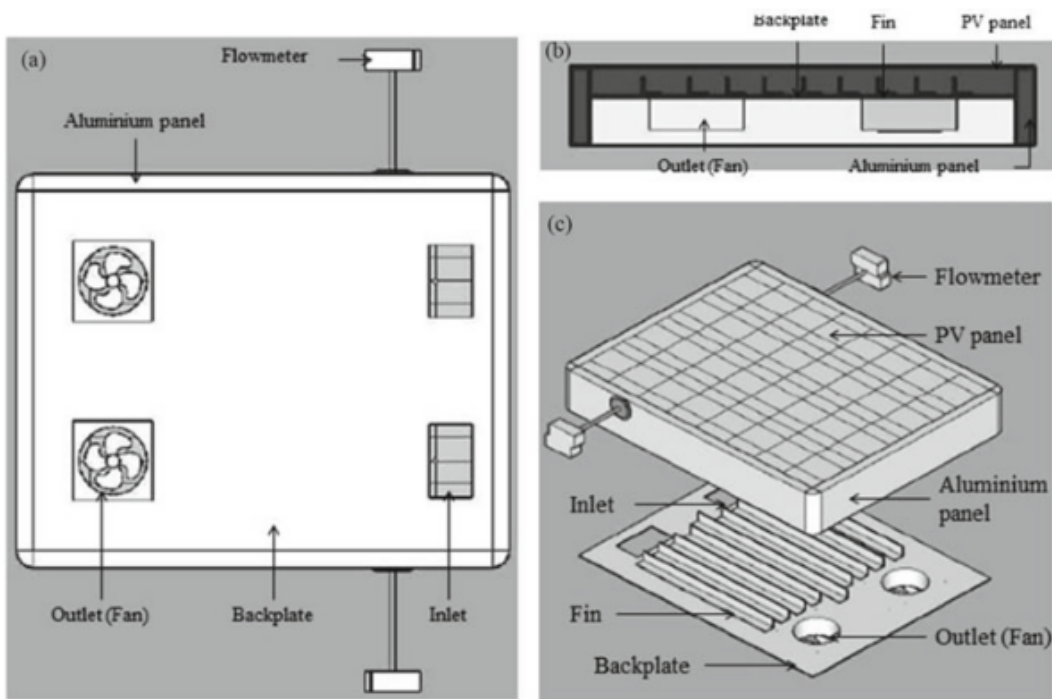 (a)
Flowmeter
Aluminium panel
Outlet (Fan)
Backplate
Inlet
Backplate
Fin
PV panel
(b)
Outlet (Fan)
Aluminium panel
(c)
Flowmeter
PV panel
Inlet
Aluminium
panel
Fin
Outlet (Fan)
Backplate